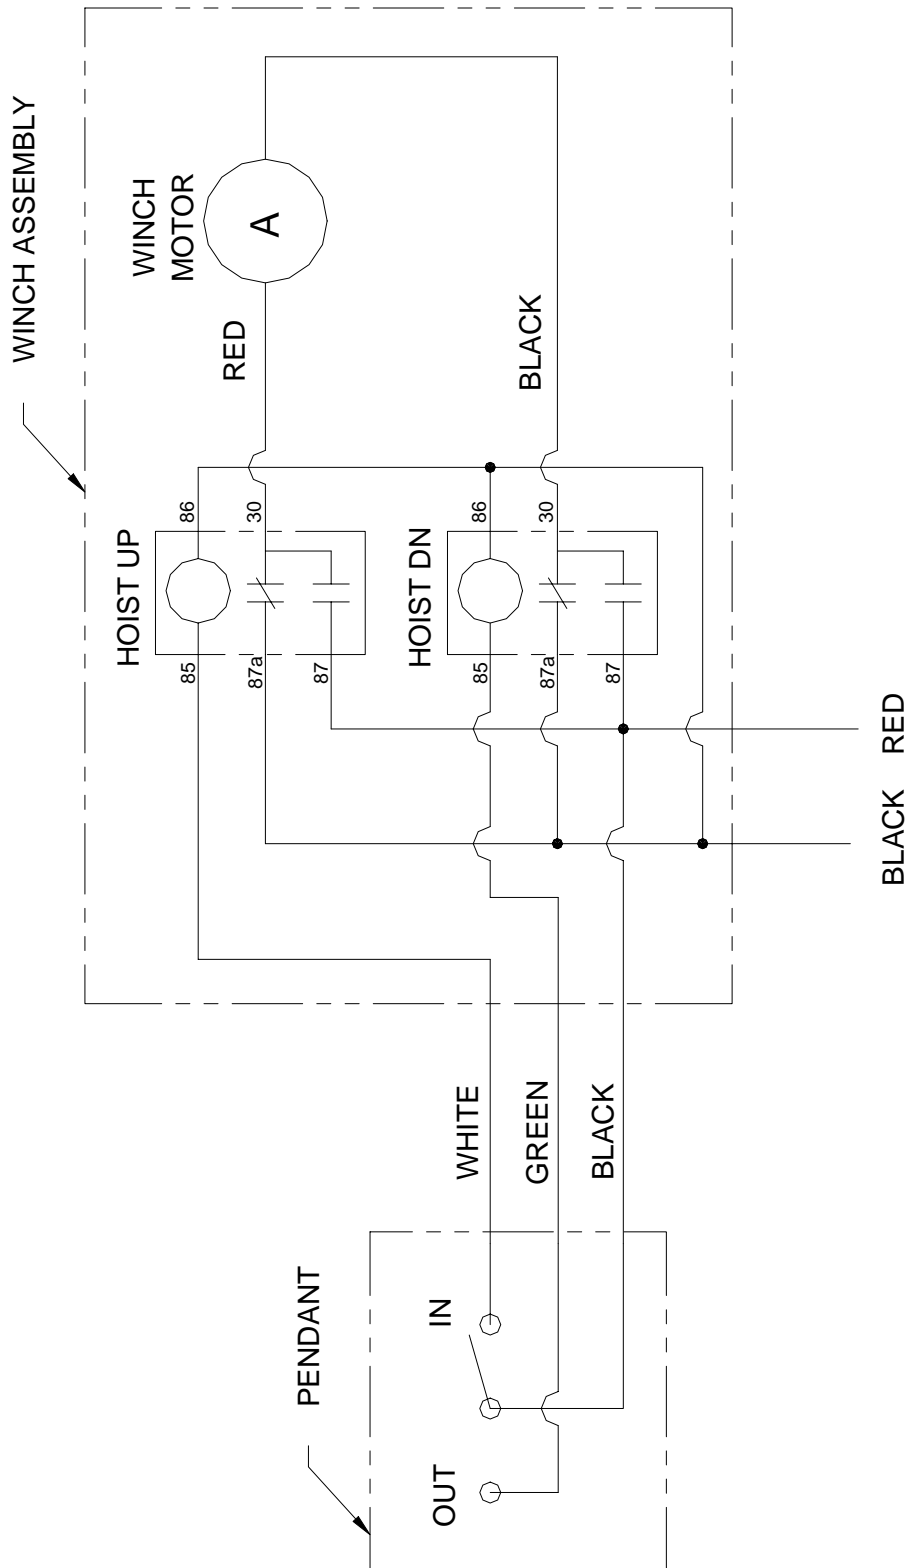 WINCH ASSEMBLY
WINCH
MOTOR
A
RED
BLACK
HOIST UP
86
30
85
87a
87
HOIST DN
86
30
85
87a
87
RED
BLACK
WHITE
GREEN
BLACK
PENDANT
IN
OUT